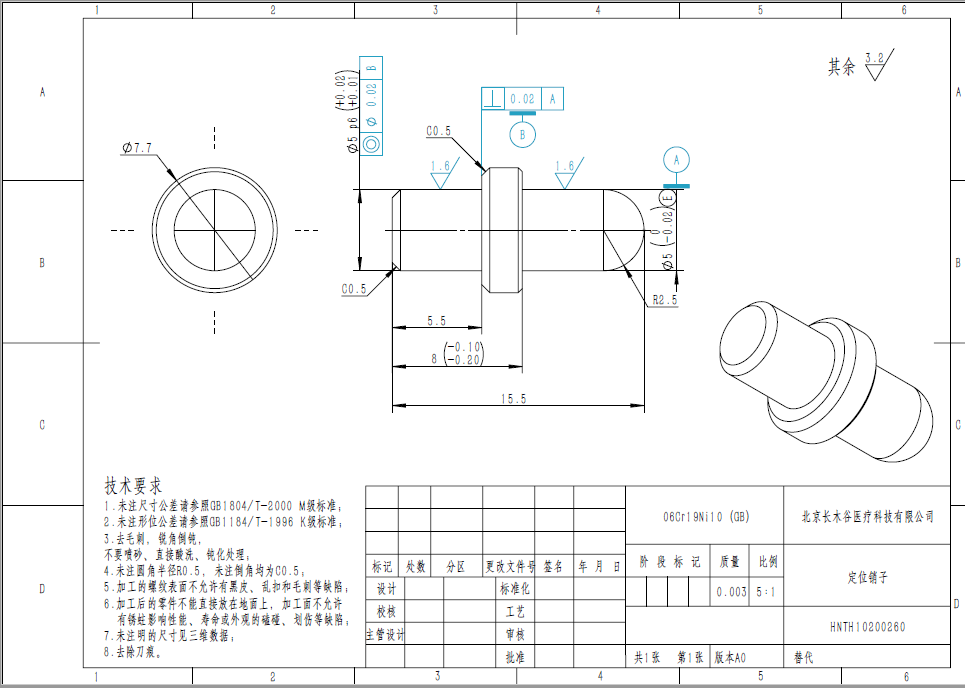 1 2 3 4 5 6
A
B
C
D
A
B
C
D
其余 3.2
Ø7.7
Ø5 p6 (+0.02 +0.01)
◎ Ø 0.02 B
⊥ 0.02 A
B
C0.5
1.6
1.6
A
Ø5 (0 -0.02) E
C0.5
R2.5
5.5
8 (-0.10 -0.20)
15.5
技术要求
1.未注尺寸公差请参照GB1804/T-2000 M级标准;
2.未注形位公差请参照GB1184/T-1996 K级标准;
3.去毛刺, 锐角倒钝,
不要喷砂、直接酸洗、钝化处理;
4.未注圆角半径R0.5, 未注倒角均为C0.5;
5.加工的螺纹表面不允许有黑皮、乱扣和毛刺等缺陷;
6.加工后的零件不能直接放在地面上, 加工面不允许
有锈蛀影响性能、寿命或外观的磕碰、划伤等缺陷;
7.未注明的尺寸见三维数据;
8.去除刀痕。
标记 处数 分区 更改文件号 签名 年 月 日
设计 标准化
校核 工艺
主管设计 审核
批准
06Cr19Ni10 (GB)
阶 段 标 记 质量 比例
0.003 5:1
共1张 第1张 版本A0 替代
北京长木谷医疗科技有限公司
定位销子
HNTH10200260
1 2 3 4 5 6